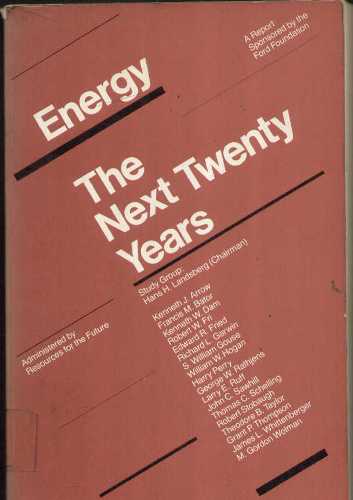 Energy
A Report
Sponsored by the
Ford Foundation
The
Next Twenty
Years
Study Group:
Hans H. Landsberg (Chairman)
Kenneth J. Arrow
Francis M. Bator
Kenneth W. Dam
Robert W. Fri
Edward R. Fried
Richard L. Garwin
S. William Gouse
William W. Hogan
Harry Perry
George W. Rathjens
Larry E. Ruff
John C. Sawhill
Thomas C. Schelling
Robert Stobaugh
Theodore B. Taylor
Grant P. Thompson
James L. Whittenberger
M. Gordon Wolman
Administered by
Resources for the Future